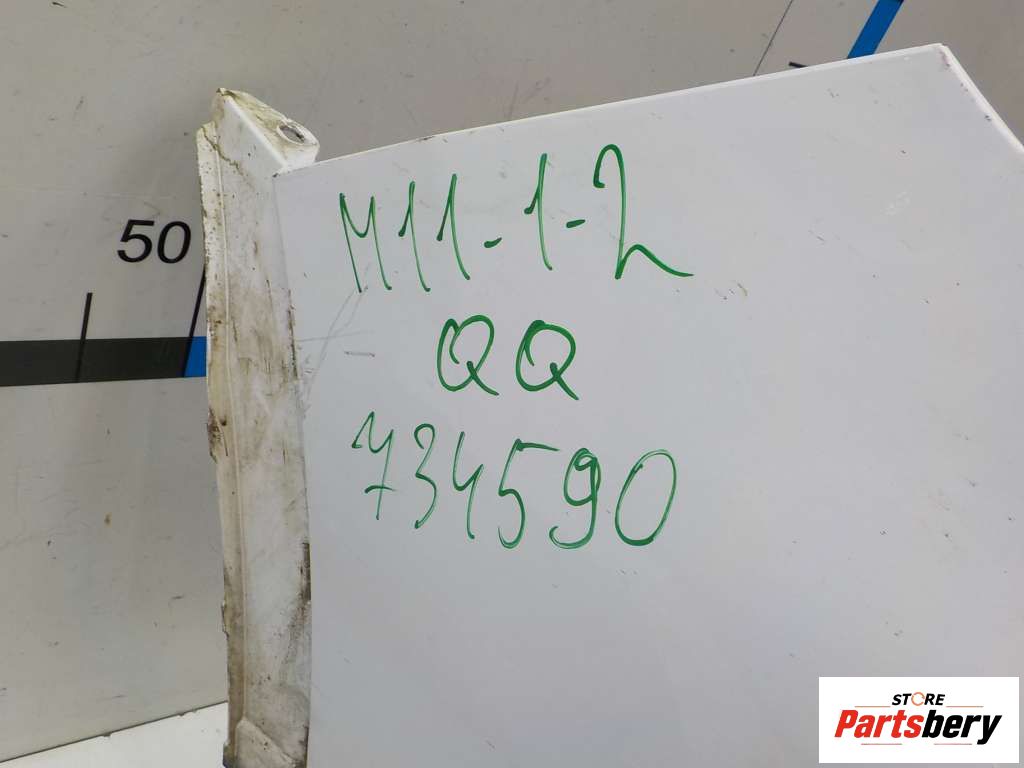 50
M11-1-2
QQ
734590
STORE
Partsbery